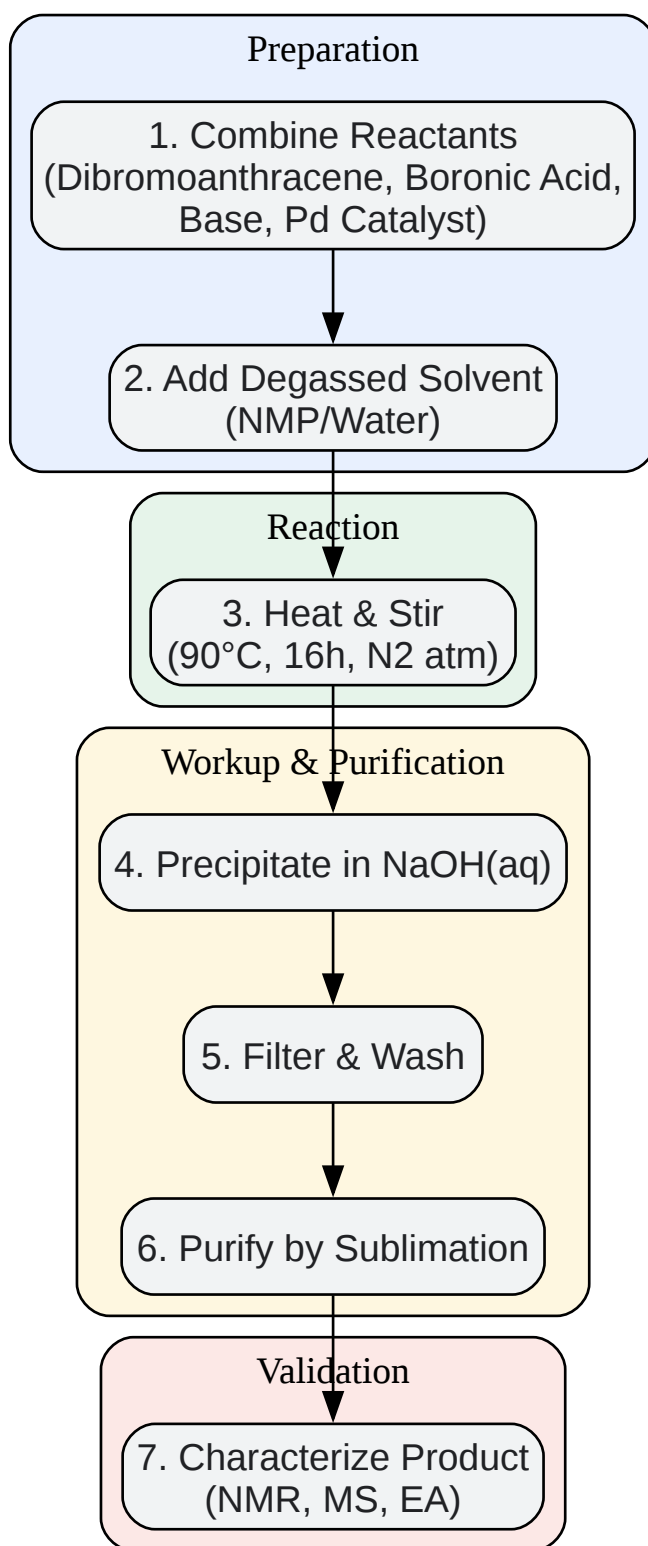 Preparation
1. Combine Reactants
(Dibromoanthracene, Boronic Acid,
Base, Pd Catalyst)
2. Add Degassed Solvent
(NMP/Water)
Reaction
3. Heat & Stir
(90°C, 16h, N2 atm)
Workup & Purification
4. Precipitate in NaOH(aq)
5. Filter & Wash
6. Purify by Sublimation
Validation
7. Characterize Product
(NMR, MS, EA)